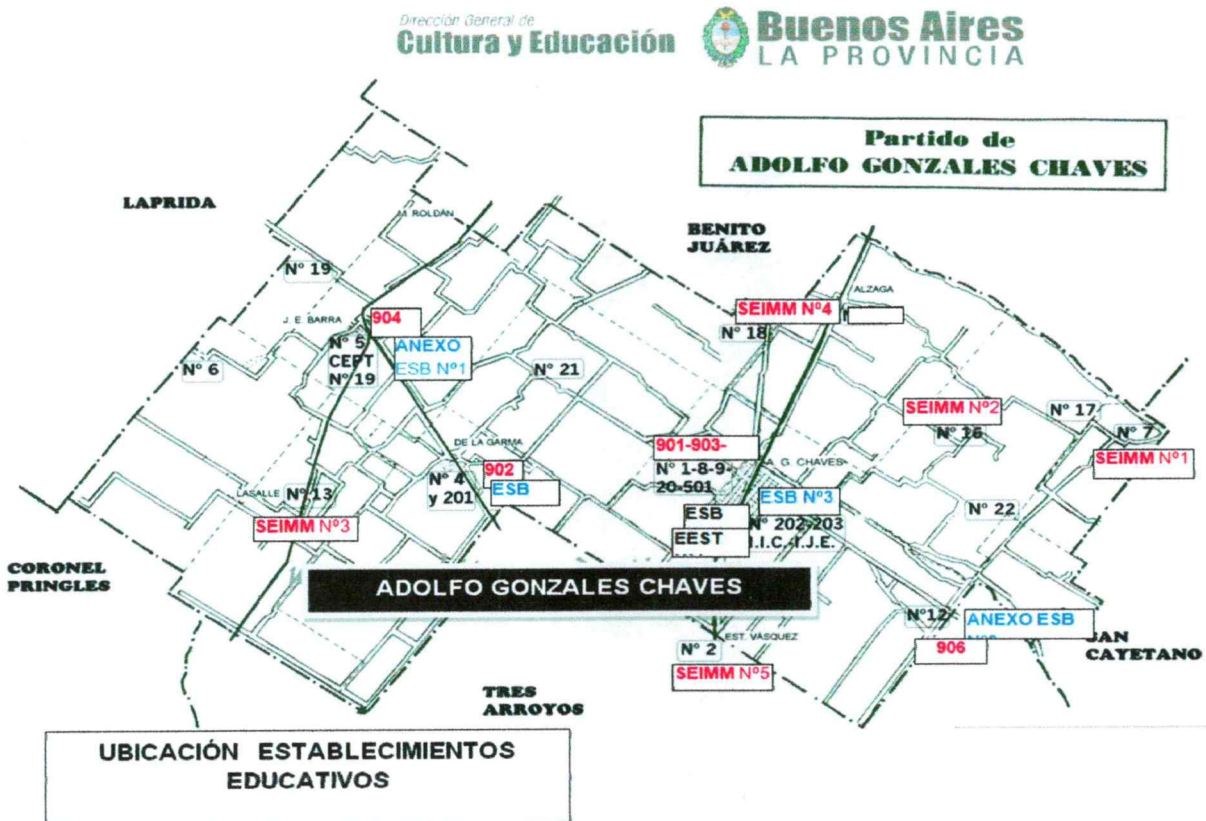 Dirección General de
Cultura y Educación
Buenos Aires
LA PROVINCIA
Partido de
ADOLFO GONZALES CHAVES
LAPRIDA
M. ROLDÁN
BENITO
JUÁREZ
Nº 19
ALZAGA
904
SEIMM Nº4
J. E. BARRA
Nº 18
Nº 5
CEPT
Nº 19
ANEXO
ESB Nº1
Nº 6
Nº 21
SEIMM Nº2
Nº 17
Nº 16
Nº 7
DE LA GARMA
901-903-
SEIMM Nº1
902
Nº 4
y 201
Nº 1-8-9-
20-501
A. G. CHAVES
LASALLE
Nº 13
ESB
ESB Nº3
Nº 22
SEIMM Nº3
ESB
Nº 202-203
I.I.C.-I.J.E.
EEST
CORONEL
PRINGLES
ADOLFO GONZALES CHAVES
Nº12
ANEXO ESB
EST. VÁSQUEZ
Nº 2
906
SAN
CAYETANO
SEIMM Nº5
TRES
ARROYOS
UBICACIÓN ESTABLECIMIENTOS
EDUCATIVOS